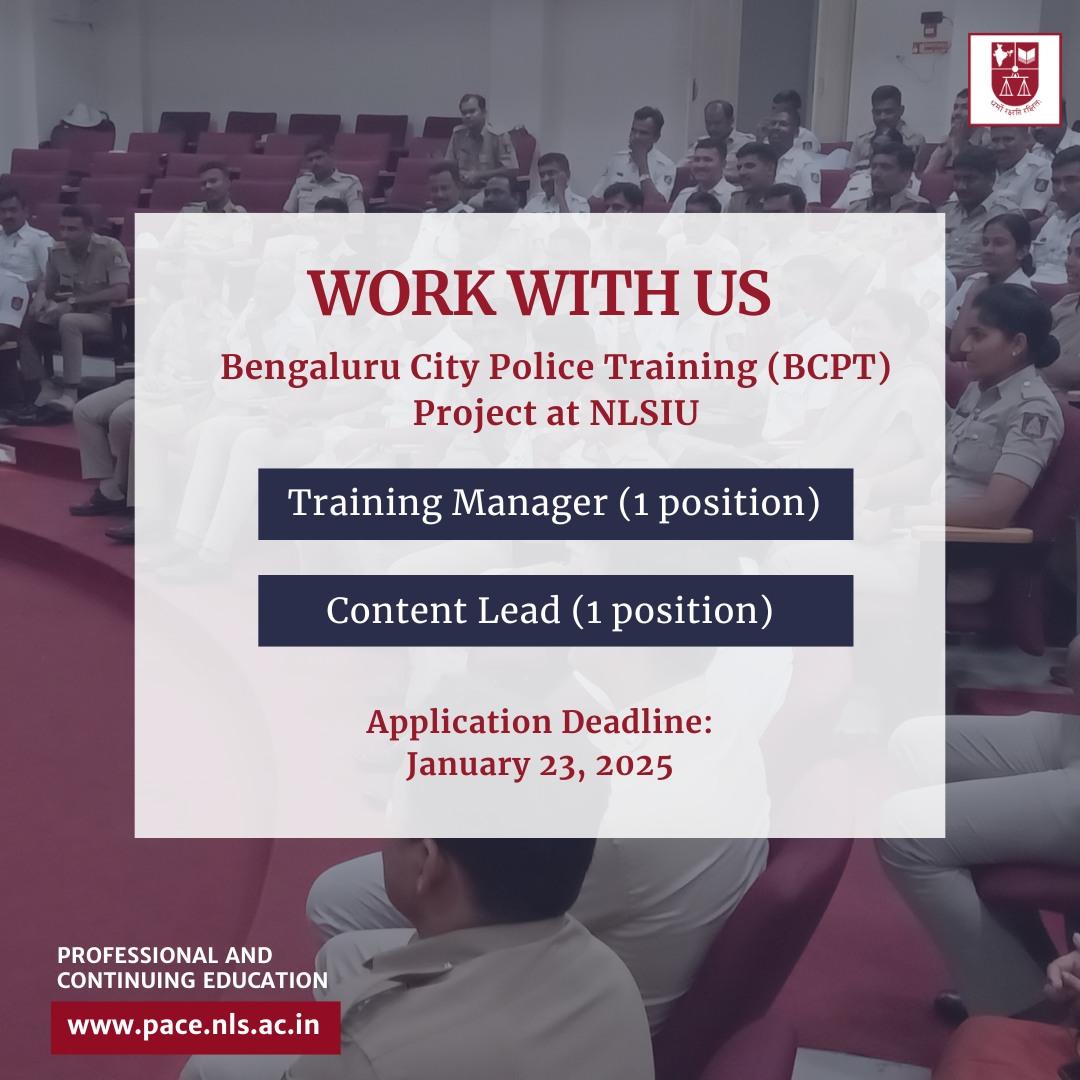 धर्मो रक्षति रक्षितः
WORK WITH US
Bengaluru City Police Training (BCPT)
Project at NLSIU
Training Manager (1 position)
Content Lead (1 position)
Application Deadline:
January 23, 2025
PROFESSIONAL AND
CONTINUING EDUCATION
www.pace.nls.ac.in